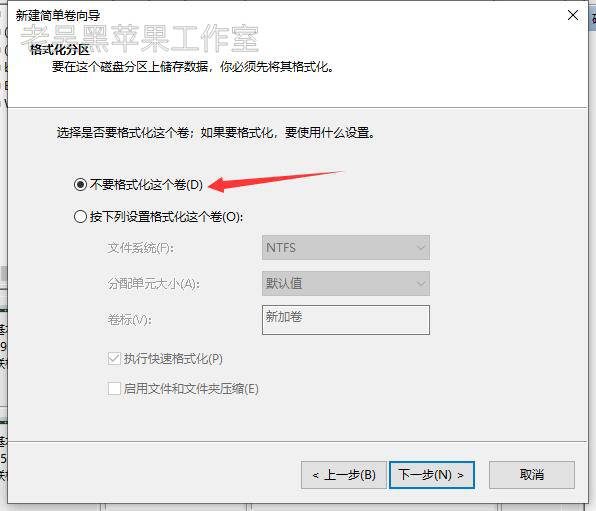 新建简单卷向导
老吴黑苹果工作室
格式化分区
要在这个磁盘分区上储存数据，你必须先将其格式化。
选择是否要格式化这个卷；如果要格式化，要使用什么设置。
不要格式化这个卷(D)
按下列设置格式化这个卷(O):
文件系统(F): NTFS
分配单元大小(A): 默认值
卷标(V): 新加卷
执行快速格式化(P)
启用文件和文件夹压缩(E)
< 上一步(B) 下一步(N) > 取消